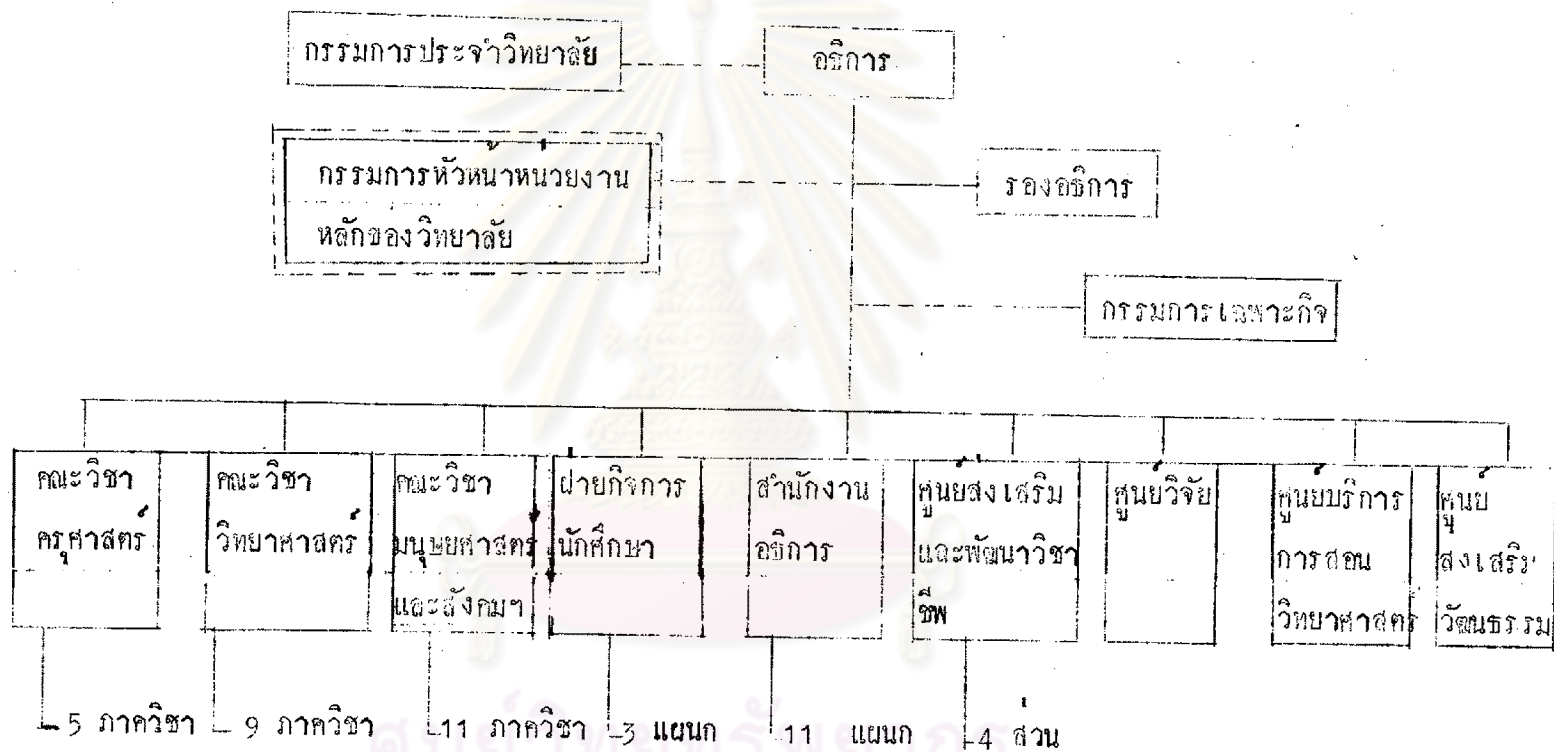 กรรมการประจำวิทยาลัย
อธิการ
กรรมการหัวหน้าหน่วยงาน
หลักของวิทยาลัย
รองอธิการ
กรรมการเฉพาะกิจ
คณะวิชา
ครุศาสตร์
คณะวิชา
วิทยาศาสตร์
คณะวิชา
มนุษยศาสตร์
และสังคมฯ
ฝ่ายกิจการ
นักศึกษา
สำนักงาน
อธิการ
ศูนย์ส่งเสริม
และพัฒนาวิชา
ชีพ
ศูนย์วิจัย
ศูนย์บริการ
การสอน
วิทยาศาสตร์
ศูนย์
ส่งเสริม
วัฒนธรรม
5 ภาควิชา
9 ภาควิชา
11 ภาควิชา
3 แผนก
11 แผนก
4 ส่วน
ศูนย์วิทยทรัพยากร